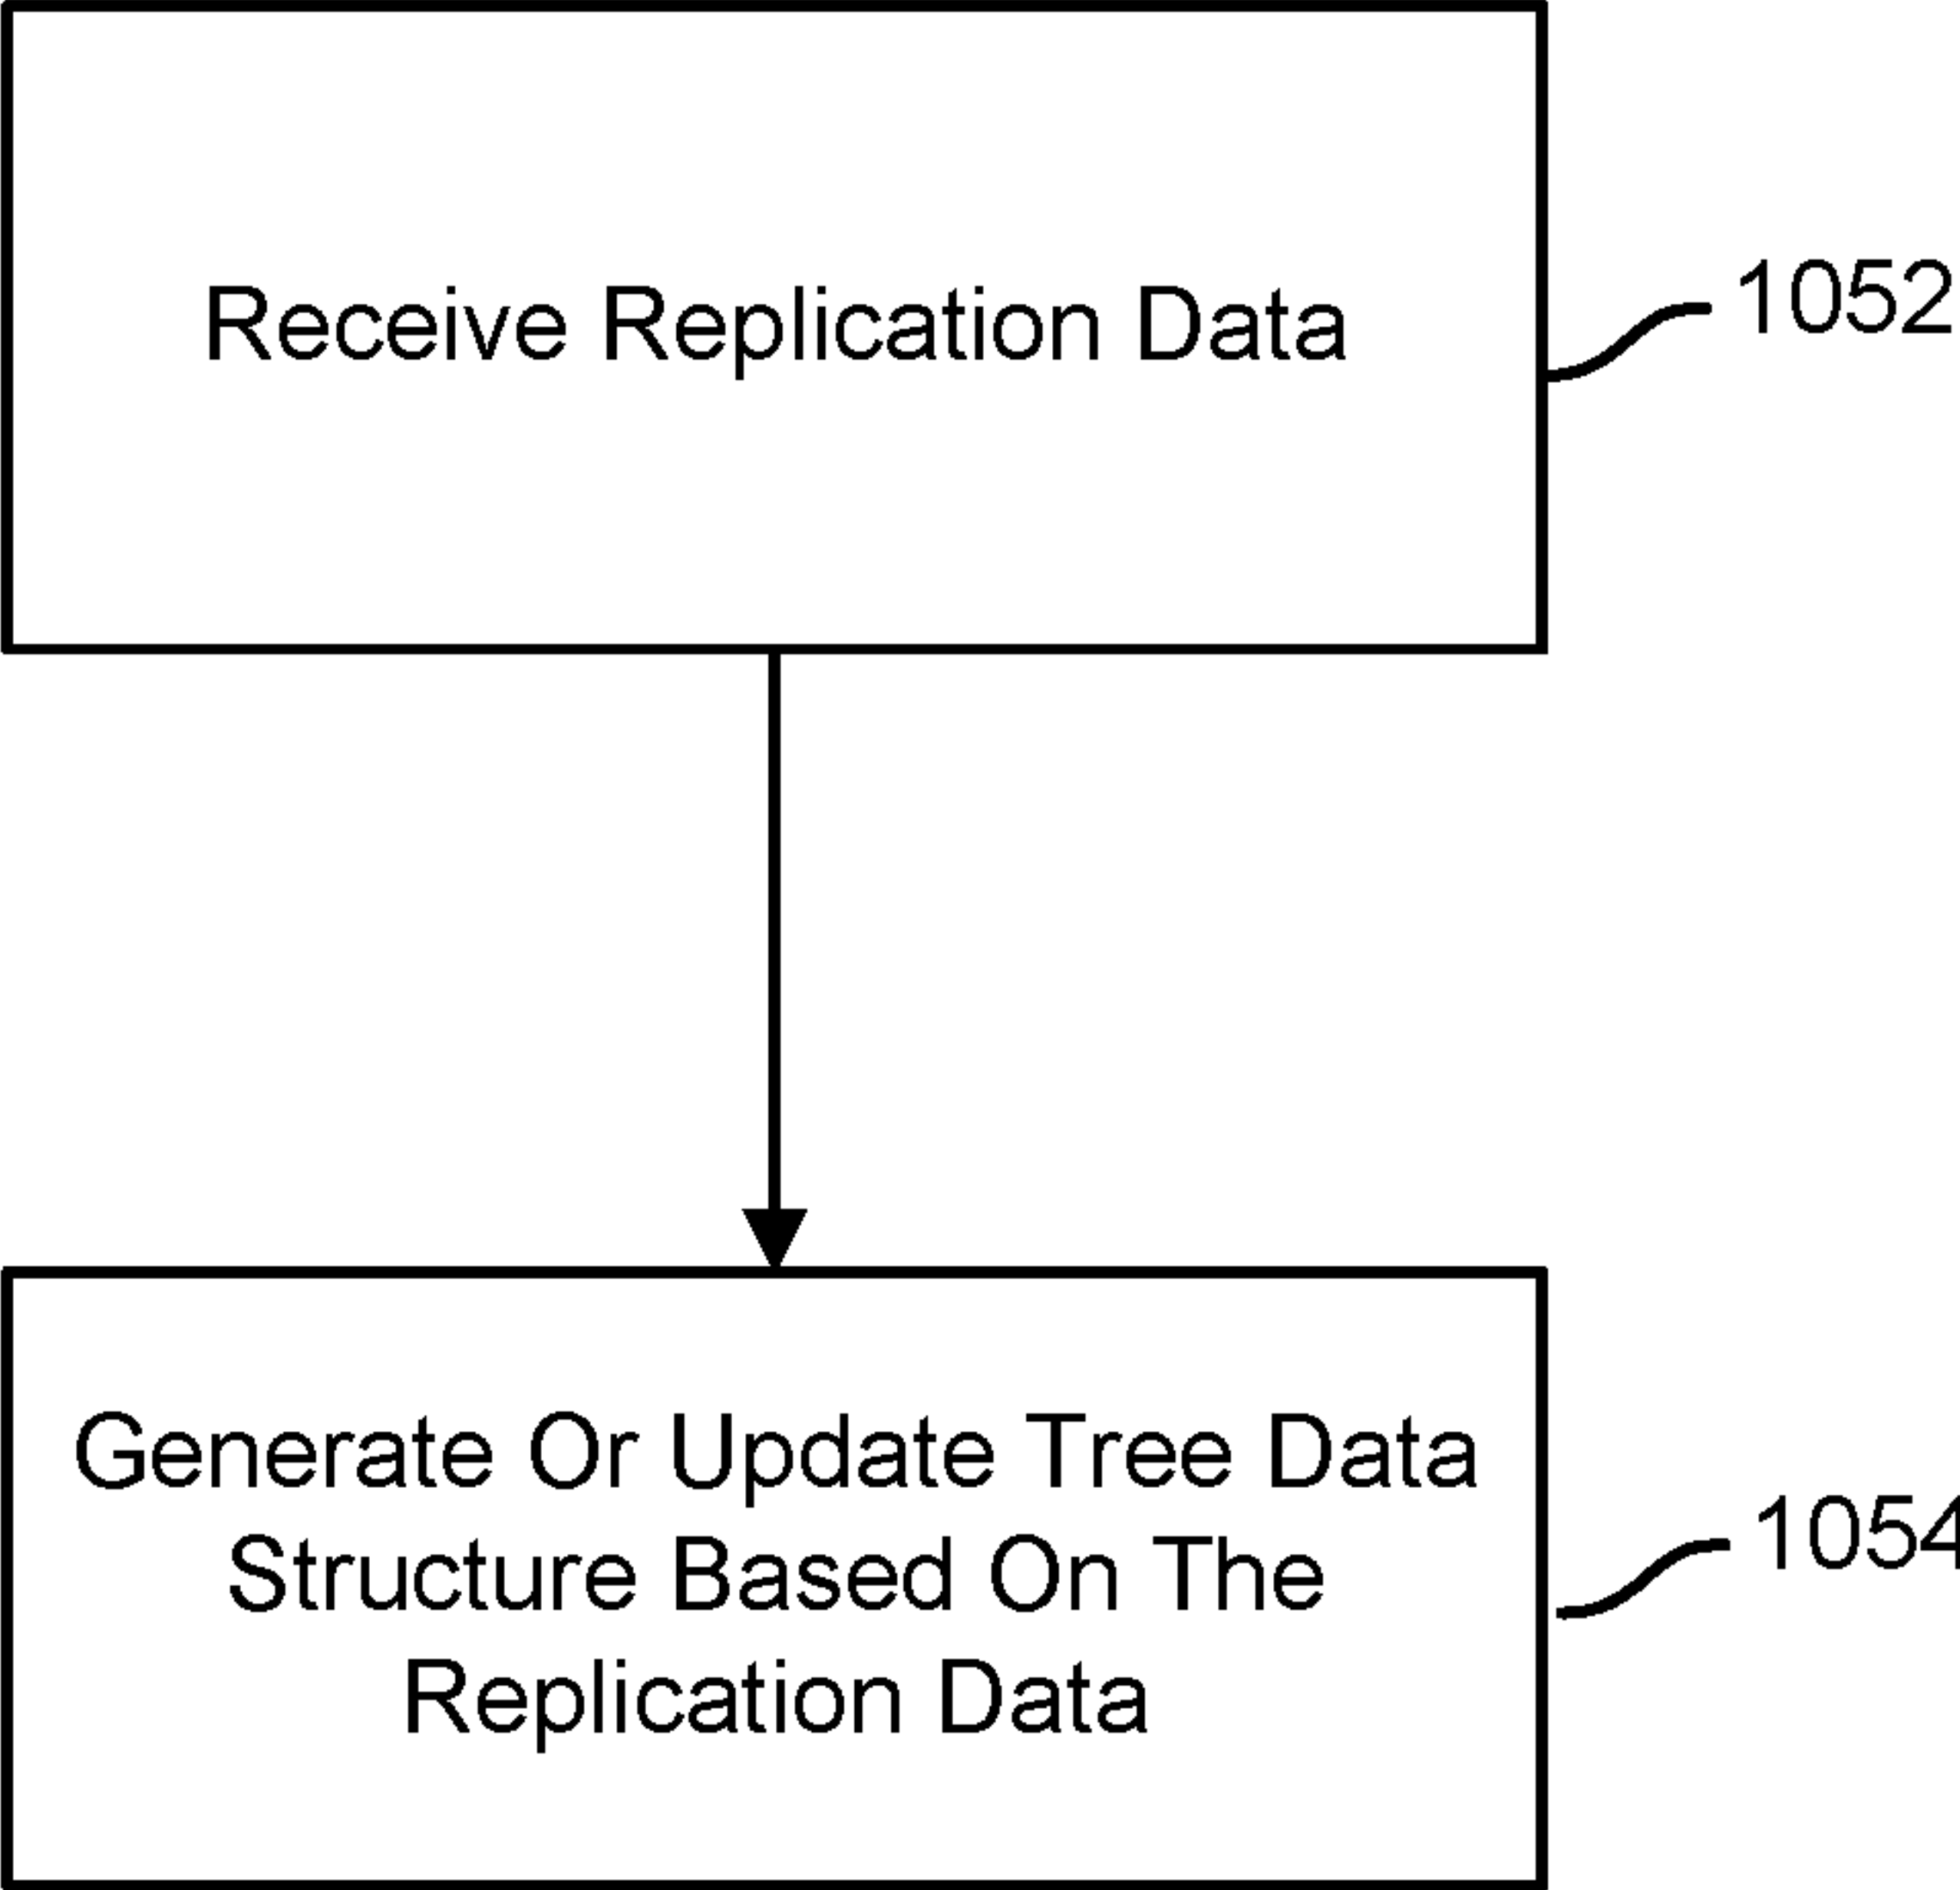 Receive Replication Data
1052
Generate Or Update Tree Data
Structure Based On The
Replication Data
1054